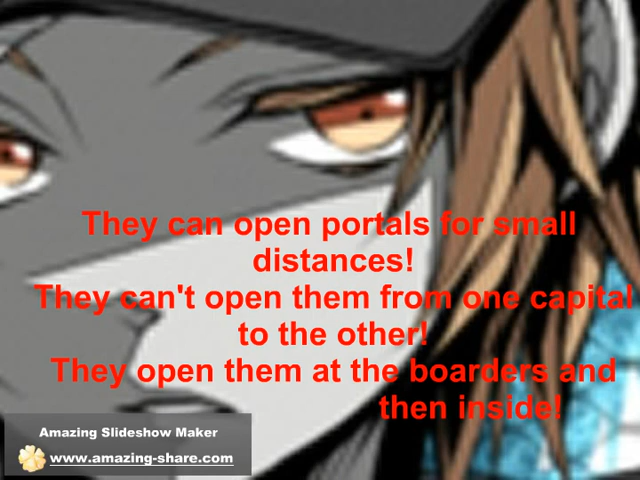 They can open portals for small
distances!
They can't open them from one capital
to the other!
They open them at the boarders and
then inside!
Amazing Slideshow Maker
www.amazing-share.com